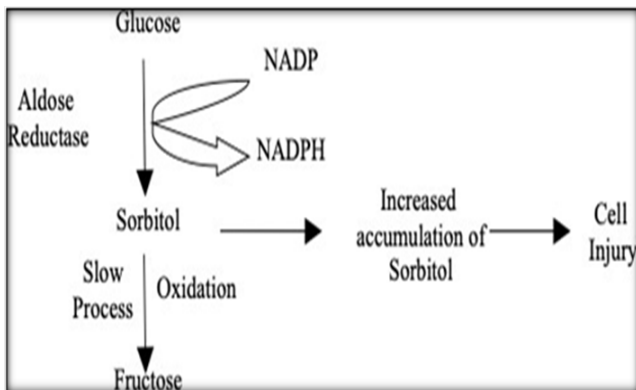 Glucose
NADP
Aldose
Reductase
NADPH
Sorbitol
Increased
accumulation of
Sorbitol
Cell
Injury
Slow
Process
Oxidation
Fructose